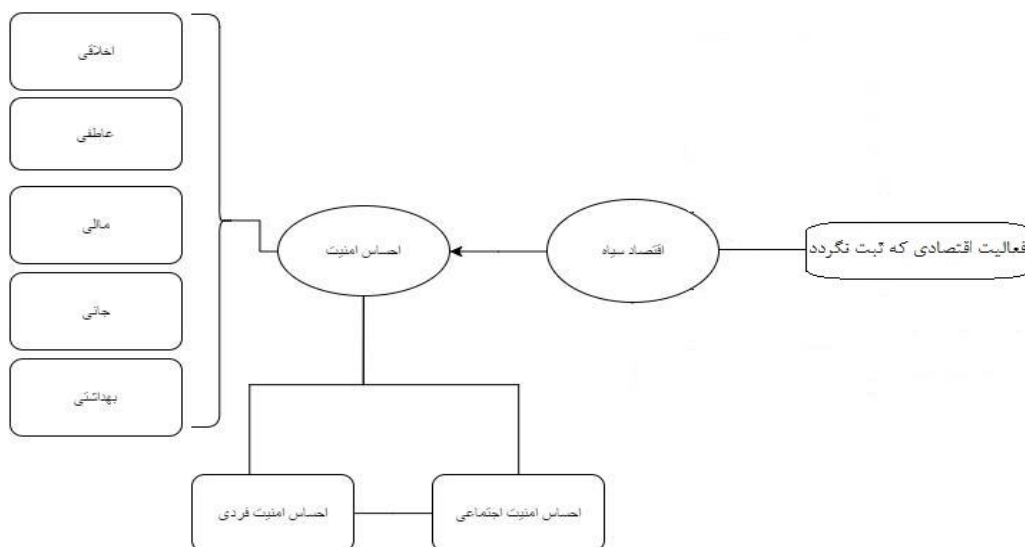 اخلاقی
عاطفی
مالی
جانی
بهداشتی
احساس امنیت
اقتصاد سیاه
فعالیت اقتصادی که ثبت نگردد
احساس امنیت فردی
احساس امنیت اجتماعی